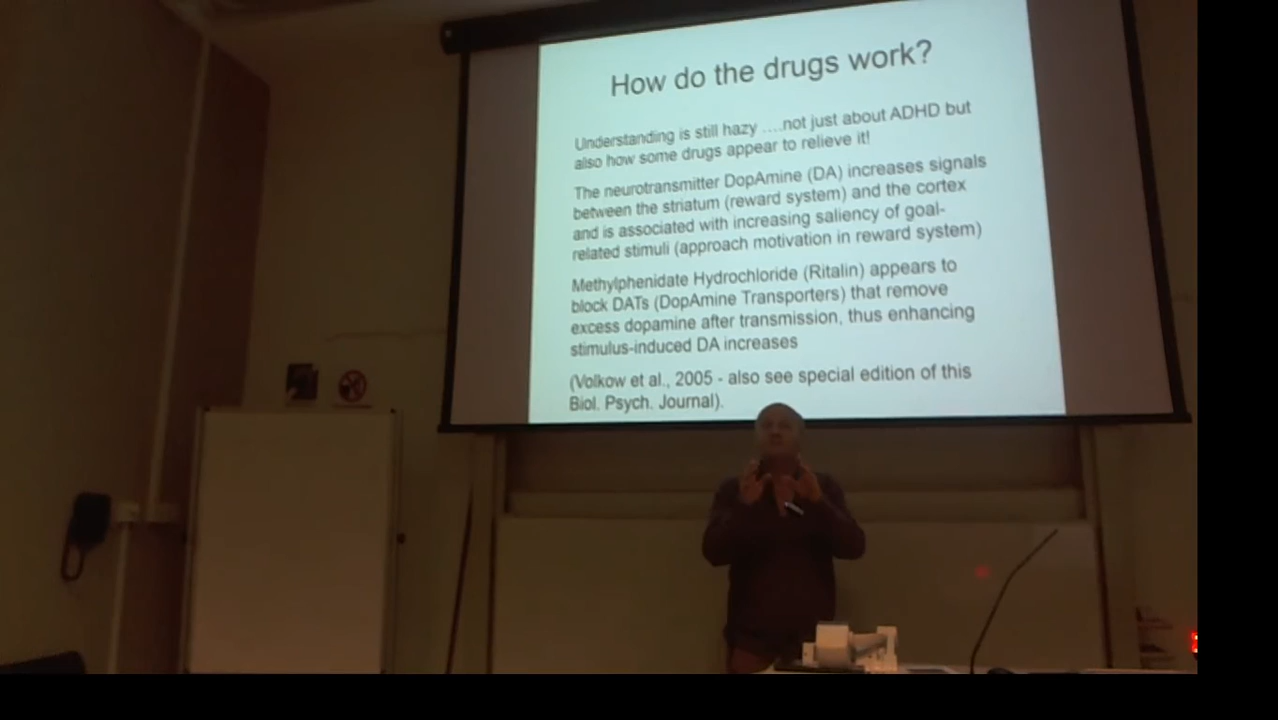 How do the drugs work?
Understanding is still hazy ....not just about ADHD but
also how some drugs appear to relieve it!
The neurotransmitter DopAmine (DA) increases signals
between the striatum (reward system) and the cortex
and is associated with increasing saliency of goal-
related stimuli (approach motivation in reward system)
Methylphenidate Hydrochloride (Ritalin) appears to
block DATs (DopAmine Transporters) that remove
excess dopamine after transmission, thus enhancing
stimulus-induced DA increases
(Volkow et al., 2005 - also see special edition of this
Biol. Psych. Journal).